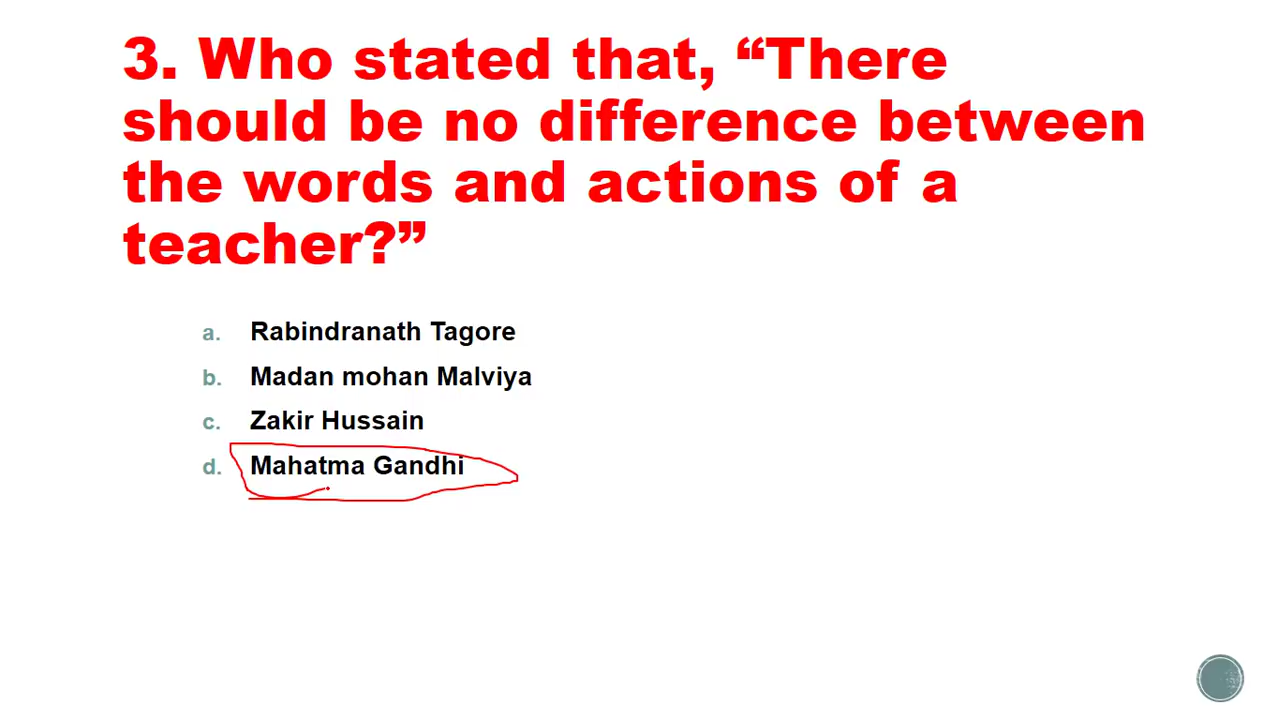 3. Who stated that, “There
should be no difference between
the words and actions of a
teacher?”
a. Rabindranath Tagore
b. Madan mohan Malviya
c. Zakir Hussain
d. Mahatma Gandhi